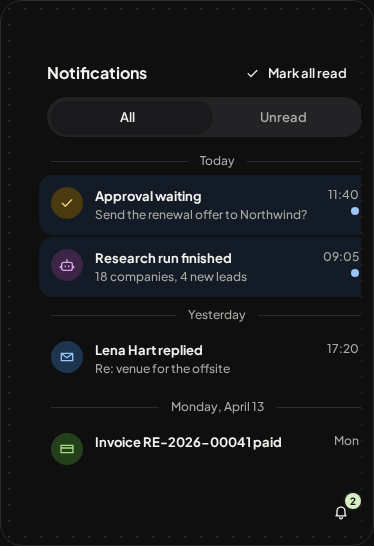 Notifications
Mark all read
All
Unread
Today
Approval waiting
11:40
Send the renewal offer to Northwind?
Research run finished
09:05
18 companies, 4 new leads
Yesterday
Lena Hart replied
17:20
Re: venue for the offsite
Monday, April 13
Invoice RE-2026-00041 paid
Mon
2